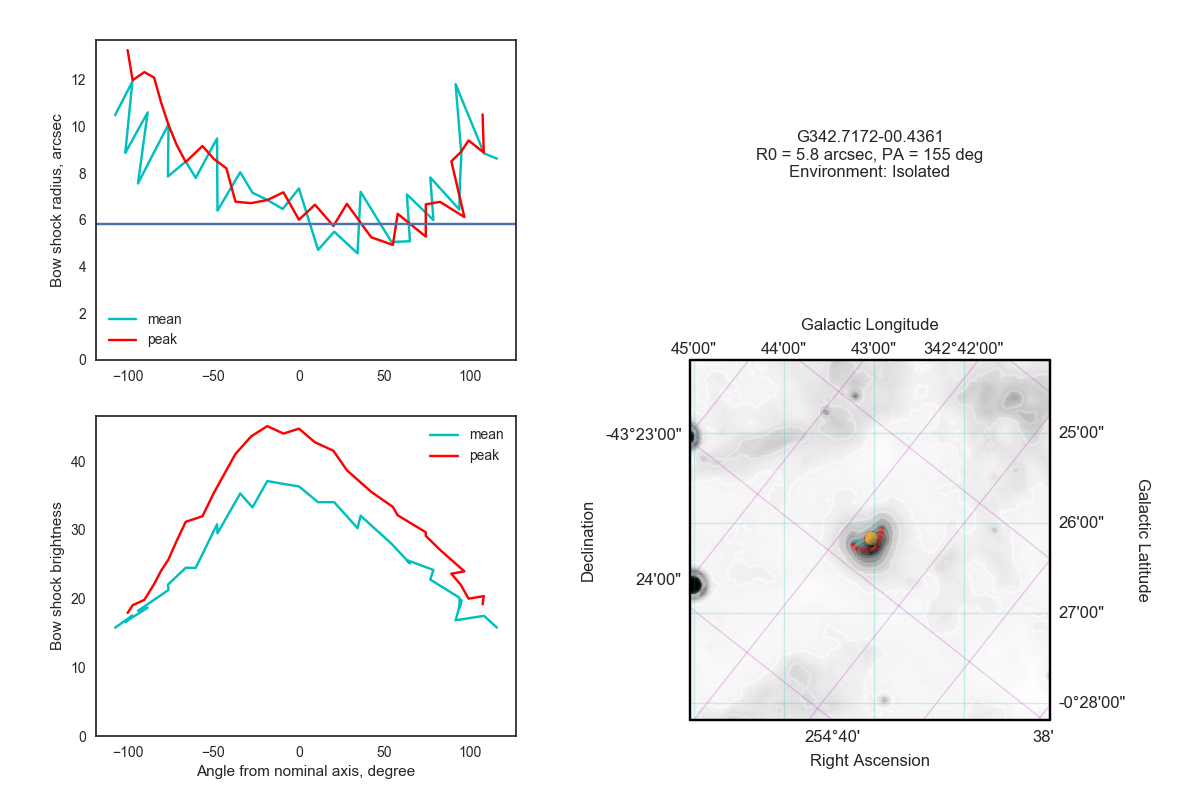 Bow shock radius, arcsec
12
10
8
6
4
2
0
mean
peak
−100
−50
0
50
100
Bow shock brightness
40
30
20
10
0
mean
peak
−100
−50
0
50
100
Angle from nominal axis, degree
G342.7172-00.4361
R0 = 5.8 arcsec, PA = 155 deg
Environment: Isolated
Galactic Longitude
45'00" 44'00" 43'00" 342°42'00"
Declination
-43°23'00"
24'00"
25'00"
26'00"
27'00"
-0°28'00"
Galactic Latitude
254°40' 38'
Right Ascension